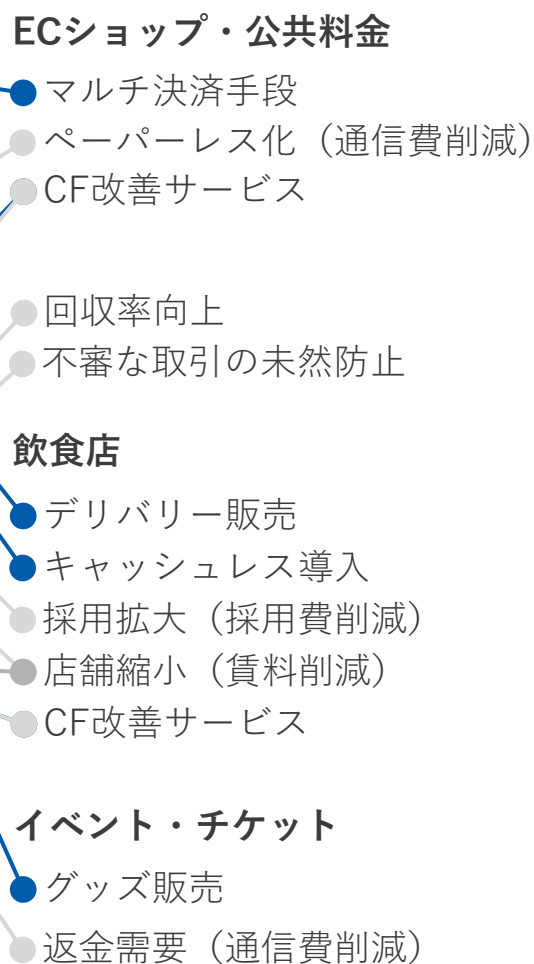 ECショップ・公共料金
マルチ決済手段
ペーパーレス化（通信費削減）
CF改善サービス
回収率向上
不審な取引の未然防止
飲食店
デリバリー販売
キャッシュレス導入
採用拡大（採用費削減）
店舗縮小（賃料削減）
CF改善サービス
イベント・チケット
グッズ販売
返金需要（通信費削減）